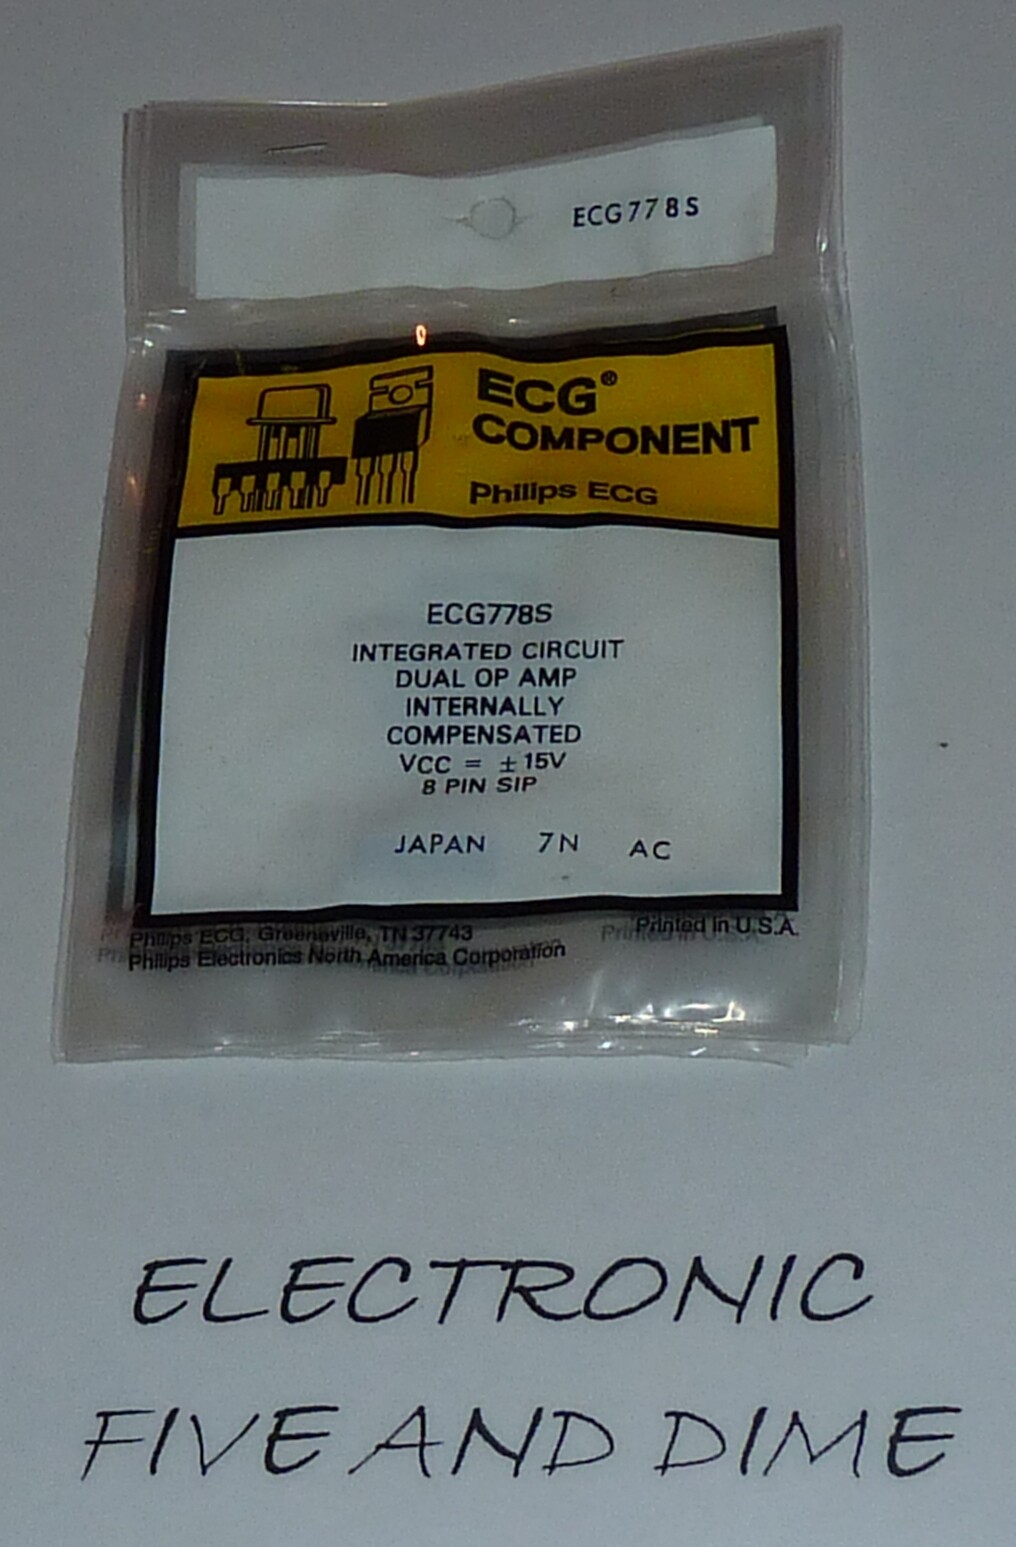 ECG778S
ECG®
COMPONENT
Philips ECG
ECG778S
INTEGRATED CIRCUIT
DUAL OP AMP
INTERNALLY
COMPENSATED
VCC = ±15V
8 PIN SIP
JAPAN 7N AC
Philips ECG, Greeneville, TN 37743
Printed in U.S.A.
Philips Electronics North America Corporation
ELECTRONIC
FIVE AND DIME